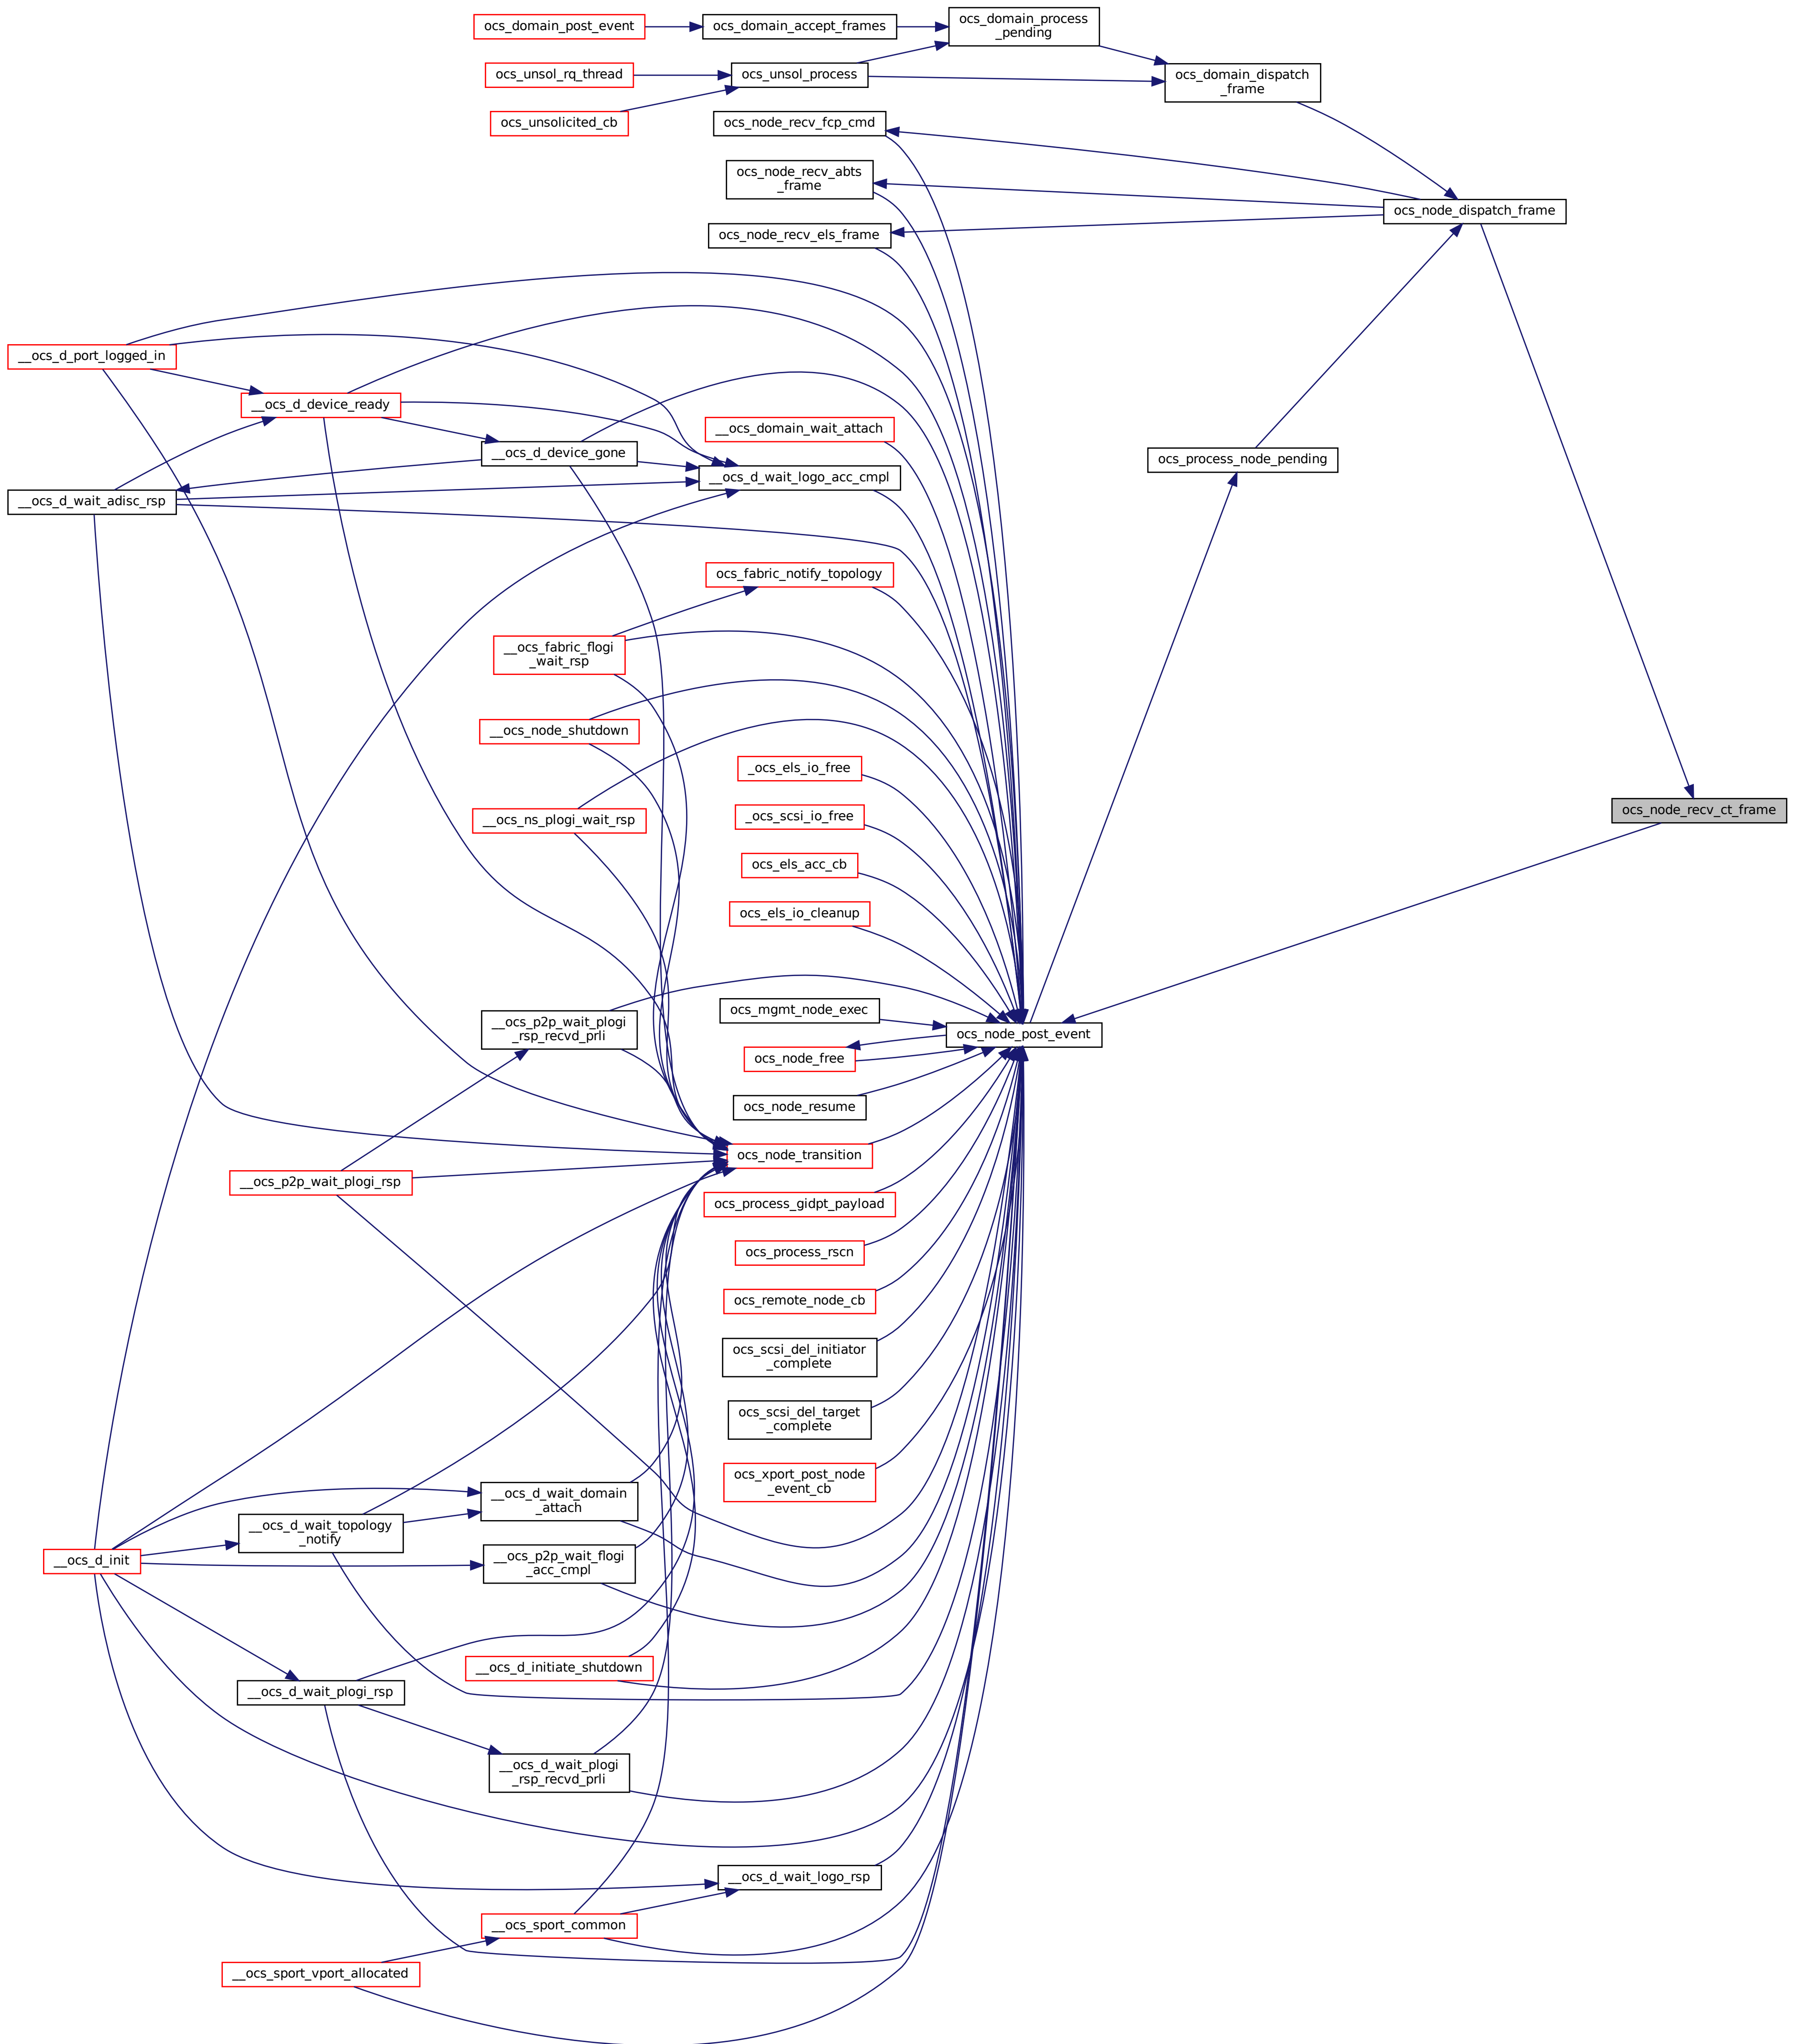 ocs_domain_post_event
ocs_domain_accept_frames
ocs_domain_process
_pending
ocs_unsol_rq_thread
ocs_unsol_process
ocs_domain_dispatch
_frame
ocs_unsolicited_cb
ocs_node_recv_fcp_cmd
ocs_node_recv_abts
_frame
ocs_node_dispatch_frame
ocs_node_recv_els_frame
__ocs_d_port_logged_in
__ocs_d_device_ready
__ocs_domain_wait_attach
__ocs_d_device_gone
ocs_process_node_pending
__ocs_d_wait_logo_acc_cmpl
__ocs_d_wait_adisc_rsp
ocs_fabric_notify_topology
__ocs_fabric_flogi
_wait_rsp
__ocs_node_shutdown
_ocs_els_io_free
ocs_node_recv_ct_frame
_ocs_scsi_io_free
__ocs_ns_plogi_wait_rsp
ocs_els_acc_cb
ocs_els_io_cleanup
ocs_mgmt_node_exec
__ocs_p2p_wait_plogi
_rsp_recvd_prli
ocs_node_post_event
ocs_node_free
ocs_node_resume
ocs_node_transition
__ocs_p2p_wait_plogi_rsp
ocs_process_gidpt_payload
ocs_process_rscn
ocs_remote_node_cb
ocs_scsi_del_initiator
_complete
ocs_scsi_del_target
_complete
ocs_xport_post_node
_event_cb
__ocs_d_wait_domain
_attach
__ocs_d_wait_topology
_notify
__ocs_d_init
__ocs_p2p_wait_flogi
_acc_cmpl
__ocs_d_initiate_shutdown
__ocs_d_wait_plogi_rsp
__ocs_d_wait_plogi
_rsp_recvd_prli
__ocs_d_wait_logo_rsp
__ocs_sport_common
__ocs_sport_vport_allocated